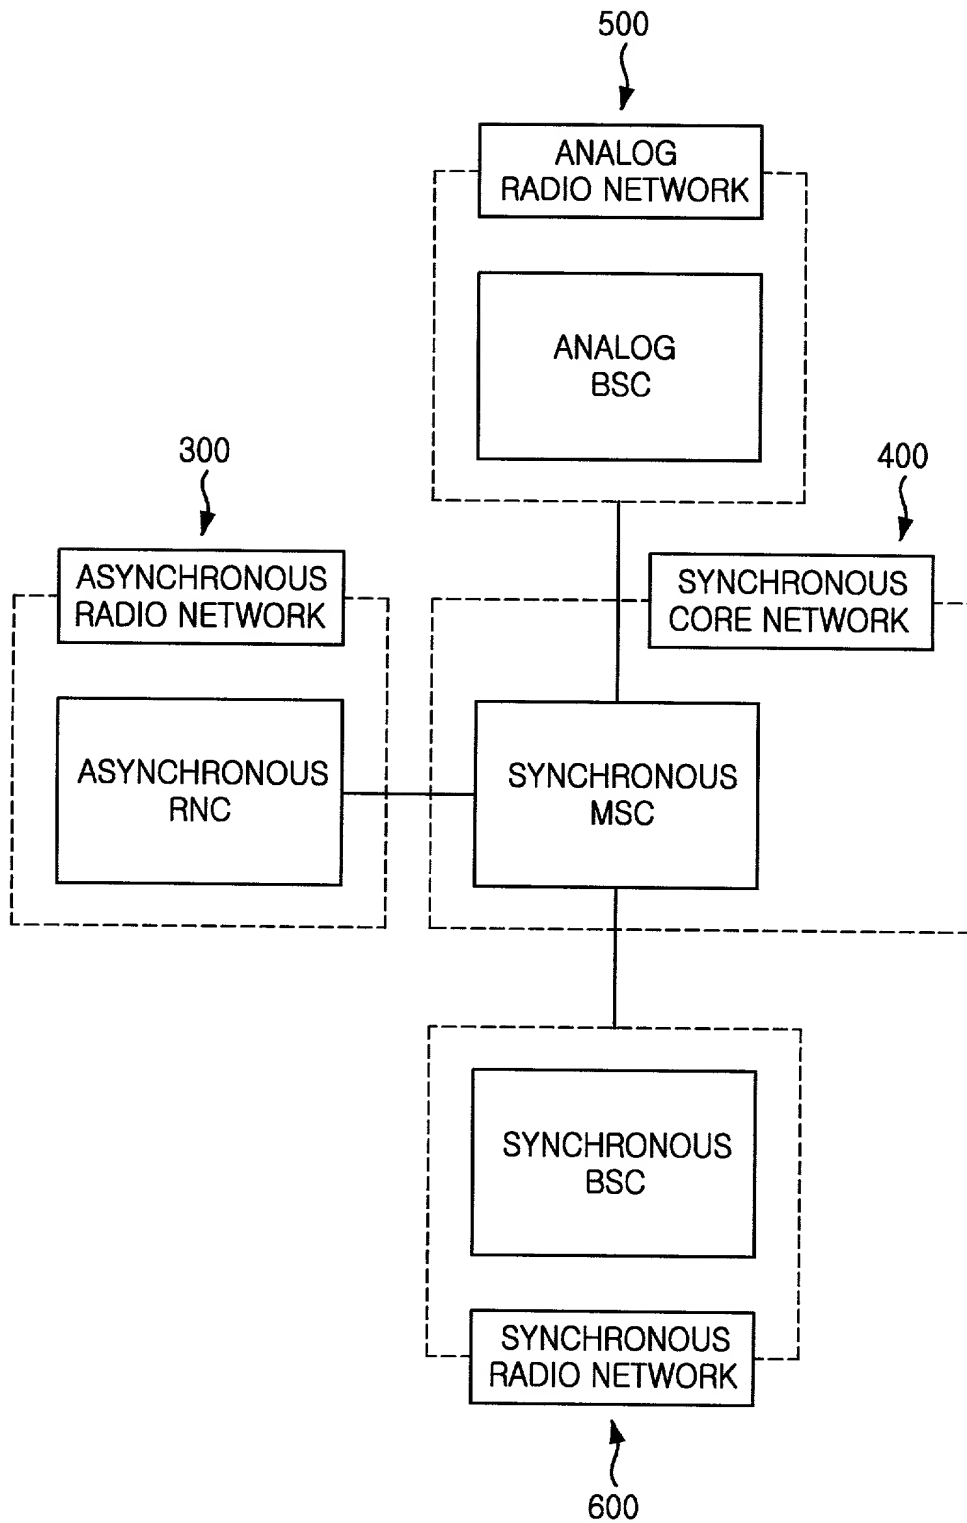 500
ANALOG
RADIO NETWORK
ANALOG
BSC
300
400
ASYNCHRONOUS
RADIO NETWORK
SYNCHRONOUS
CORE NETWORK
ASYNCHRONOUS
RNC
SYNCHRONOUS
MSC
SYNCHRONOUS
BSC
SYNCHRONOUS
RADIO NETWORK
600